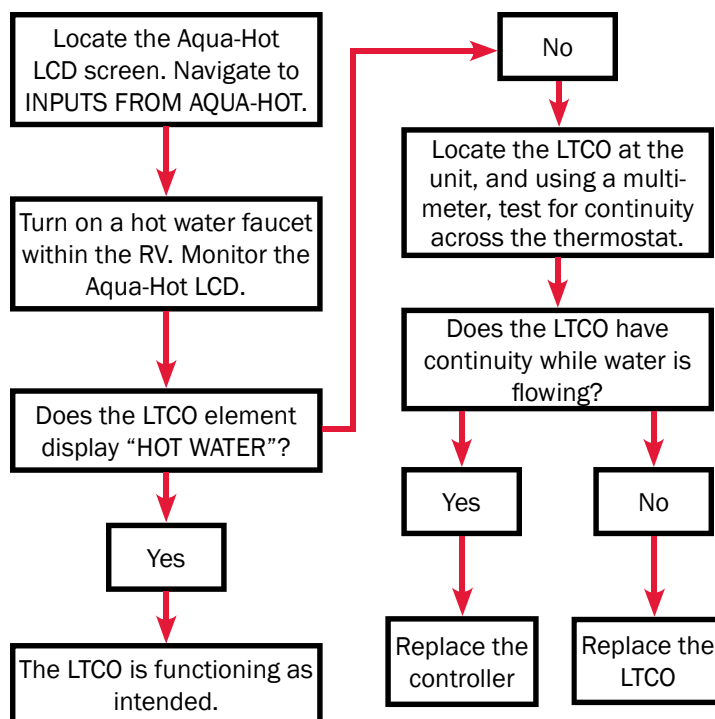 Locate the Aqua-Hot
LCD screen. Navigate to
INPUTS FROM AQUA-HOT.
Turn on a hot water faucet
within the RV. Monitor the
Aqua-Hot LCD.
Does the LTCO element
display “HOT WATER”?
Yes
The LTCO is functioning as
intended.
No
Locate the LTCO at the
unit, and using a multi-
meter, test for continuity
across the thermostat.
Does the LTCO have
continuity while water is
flowing?
Yes
Replace the
controller
No
Replace the
LTCO